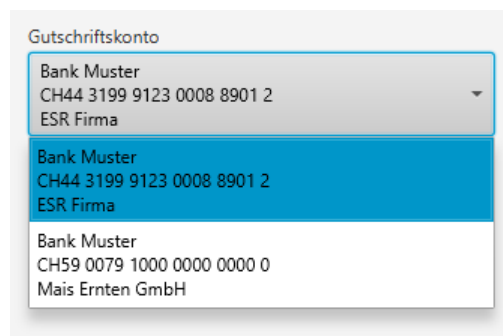 Gutschriftskonto
Bank Muster
CH44 3199 9123 0008 8901 2
ESR Firma
Bank Muster
CH44 3199 9123 0008 8901 2
ESR Firma
Bank Muster
CH59 0079 1000 0000 0000 0
Mais Ernten GmbH